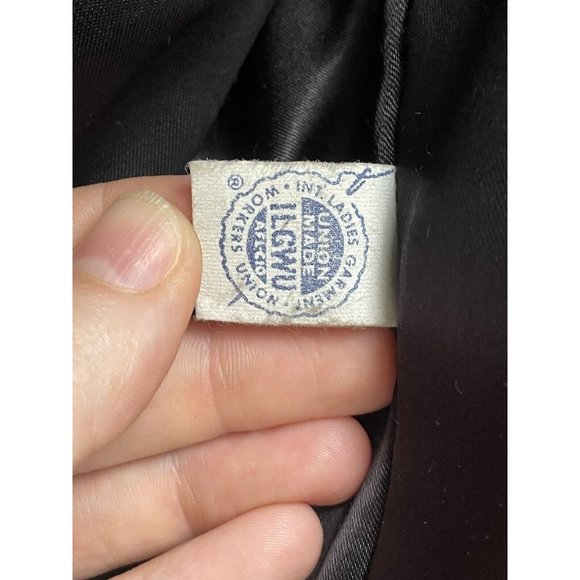 INT. LADIES GARMENT WORKERS UNION
UNION
MADE
ILGWU
AFL-CIO
®